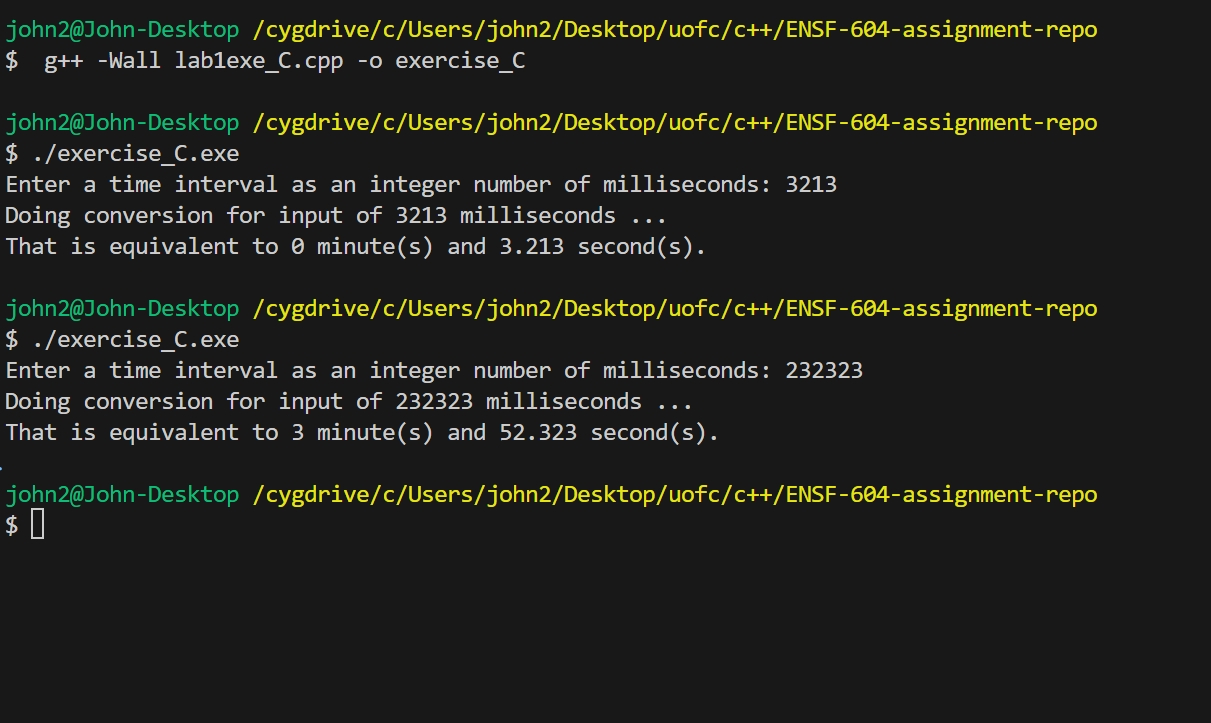 john2@John-Desktop /cygdrive/c/Users/john2/Desktop/uofc/c++/ENSF-604-assignment-repo
$  g++ -Wall lab1exe_C.cpp -o exercise_C
john2@John-Desktop /cygdrive/c/Users/john2/Desktop/uofc/c++/ENSF-604-assignment-repo
$ ./exercise_C.exe
Enter a time interval as an integer number of milliseconds: 3213
Doing conversion for input of 3213 milliseconds ...
That is equivalent to 0 minute(s) and 3.213 second(s).
john2@John-Desktop /cygdrive/c/Users/john2/Desktop/uofc/c++/ENSF-604-assignment-repo
$ ./exercise_C.exe
Enter a time interval as an integer number of milliseconds: 232323
Doing conversion for input of 232323 milliseconds ...
That is equivalent to 3 minute(s) and 52.323 second(s).
john2@John-Desktop /cygdrive/c/Users/john2/Desktop/uofc/c++/ENSF-604-assignment-repo
$